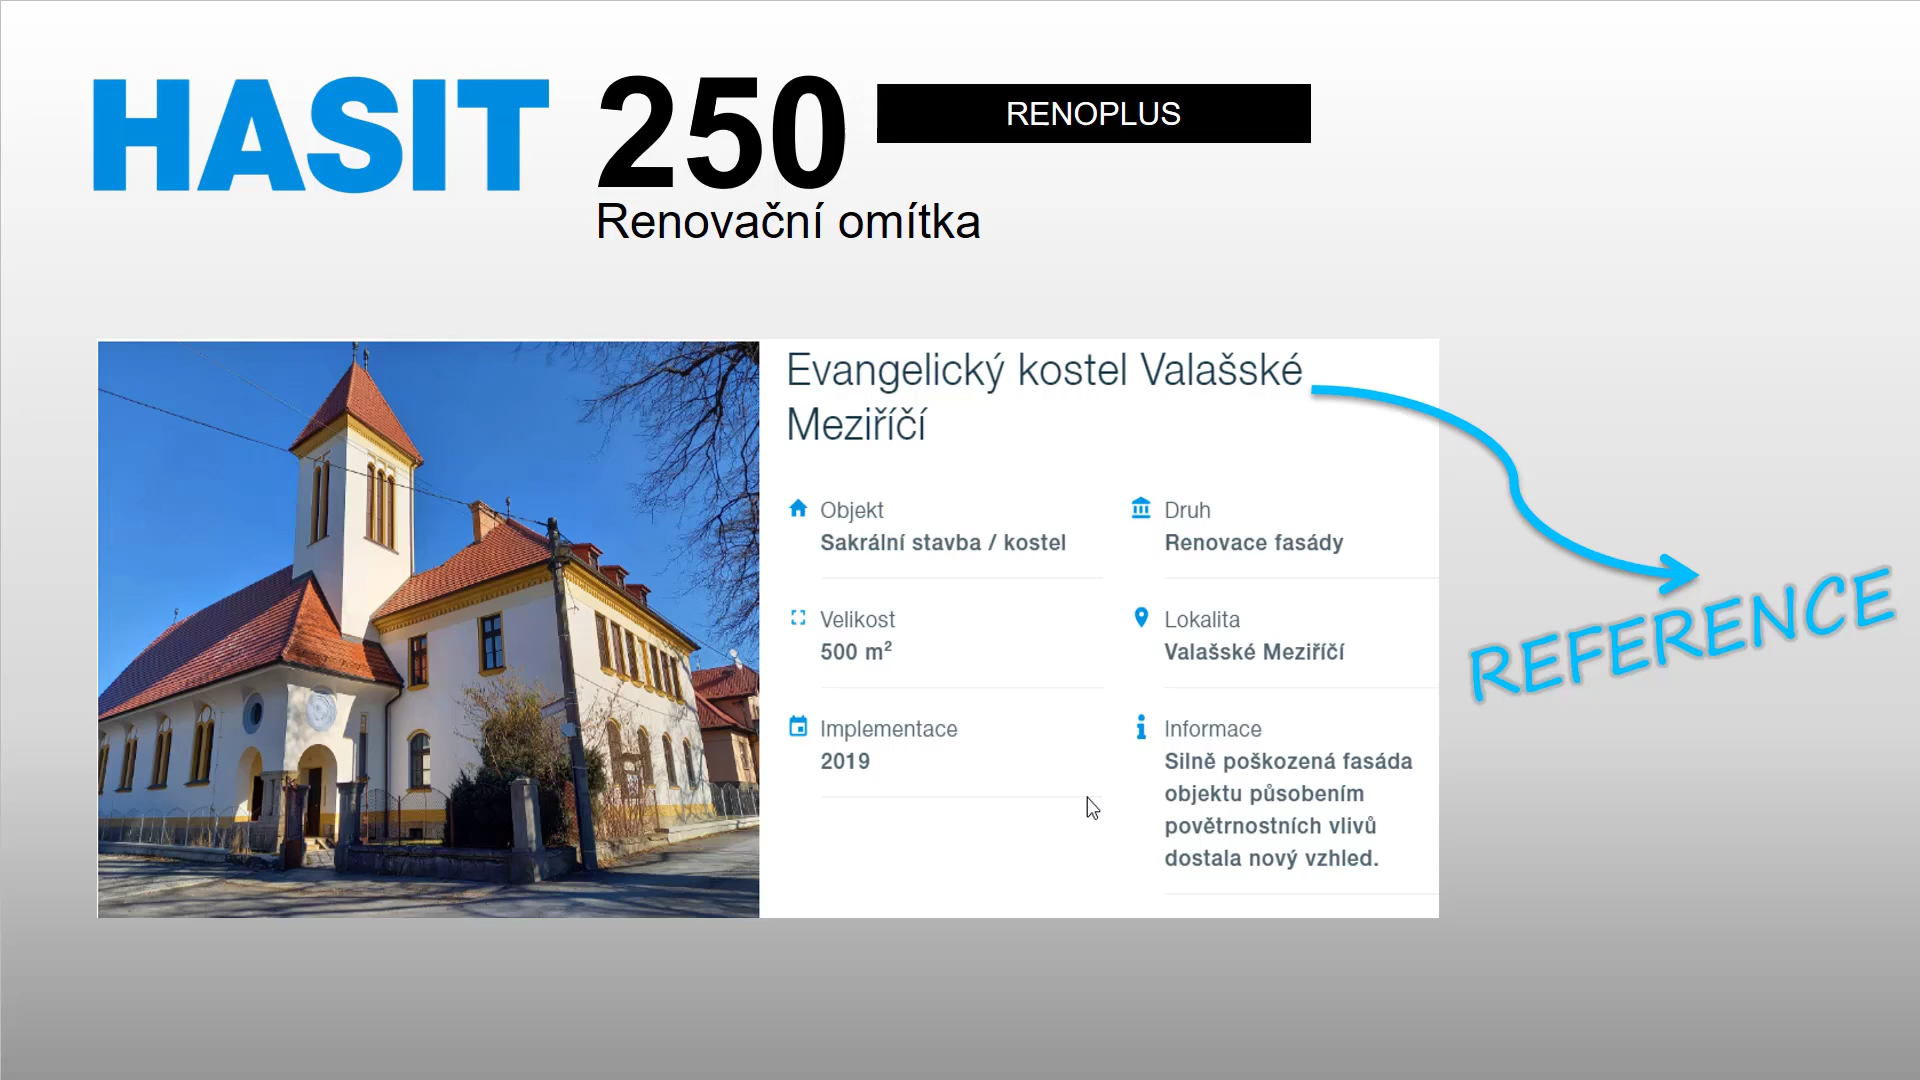 HASIT 250 RENOPLUS
Renovační omítka
Evangelický kostel Valašské
Meziříčí
Objekt
Sakrální stavba / kostel
Druh
Renovace fasády
Velikost
500 m²
Lokalita
Valašské Meziříčí
Implementace
2019
Informace
Silně poškozená fasáda
objektu působením
povětrnostních vlivů
dostala nový vzhled.
REFERENCE